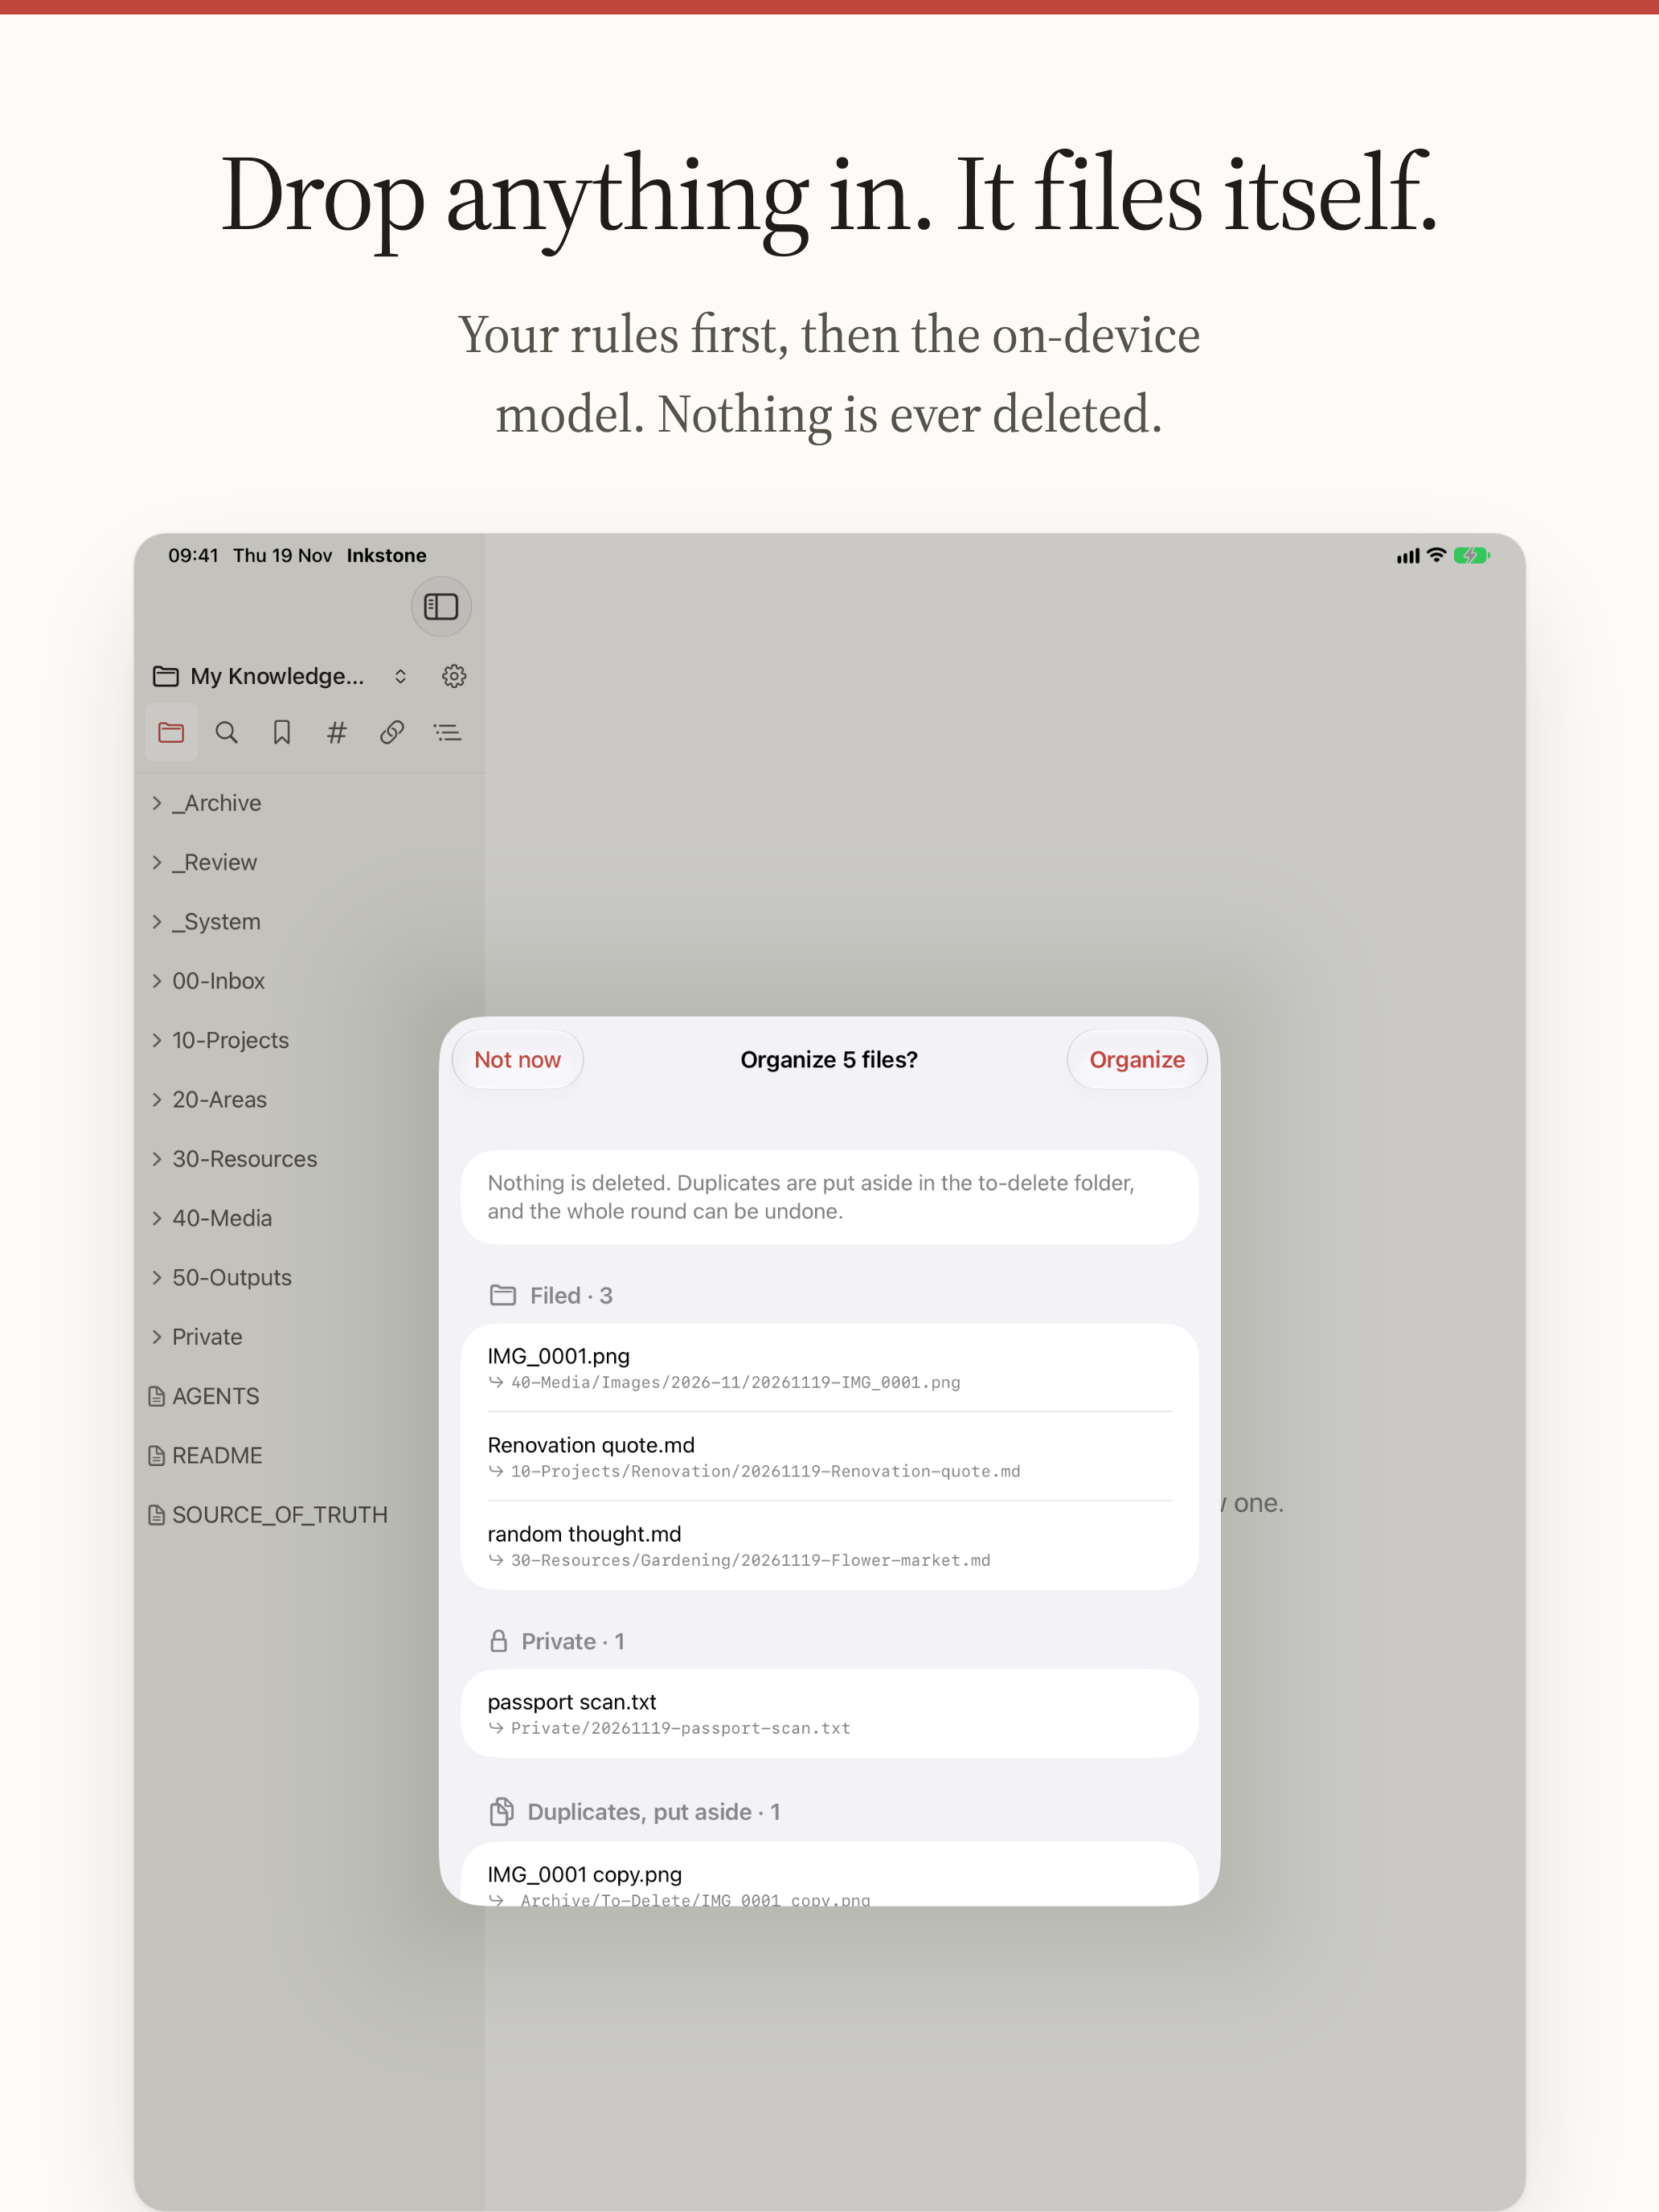 Drop anything in. It files itself.
Your rules first, then the on-device
model. Nothing is ever deleted.
09:41 Thu 19 Nov Inkstone
My Knowledge...
_Archive
_Review
_System
00-Inbox
10-Projects
20-Areas
30-Resources
40-Media
50-Outputs
Private
AGENTS
README
SOURCE_OF_TRUTH
Not now
Organize 5 files?
Organize
Nothing is deleted. Duplicates are put aside in the to-delete folder,
and the whole round can be undone.
Filed · 3
IMG_0001.png
40-Media/Images/2026-11/20261119-IMG_0001.png
Renovation quote.md
10-Projects/Renovation/20261119-Renovation-quote.md
random thought.md
30-Resources/Gardening/20261119-Flower-market.md
Private · 1
passport scan.txt
Private/20261119-passport-scan.txt
Duplicates, put aside · 1
IMG_0001 copy.png
_Archive/To-Delete/IMG_0001 copy.png
one.